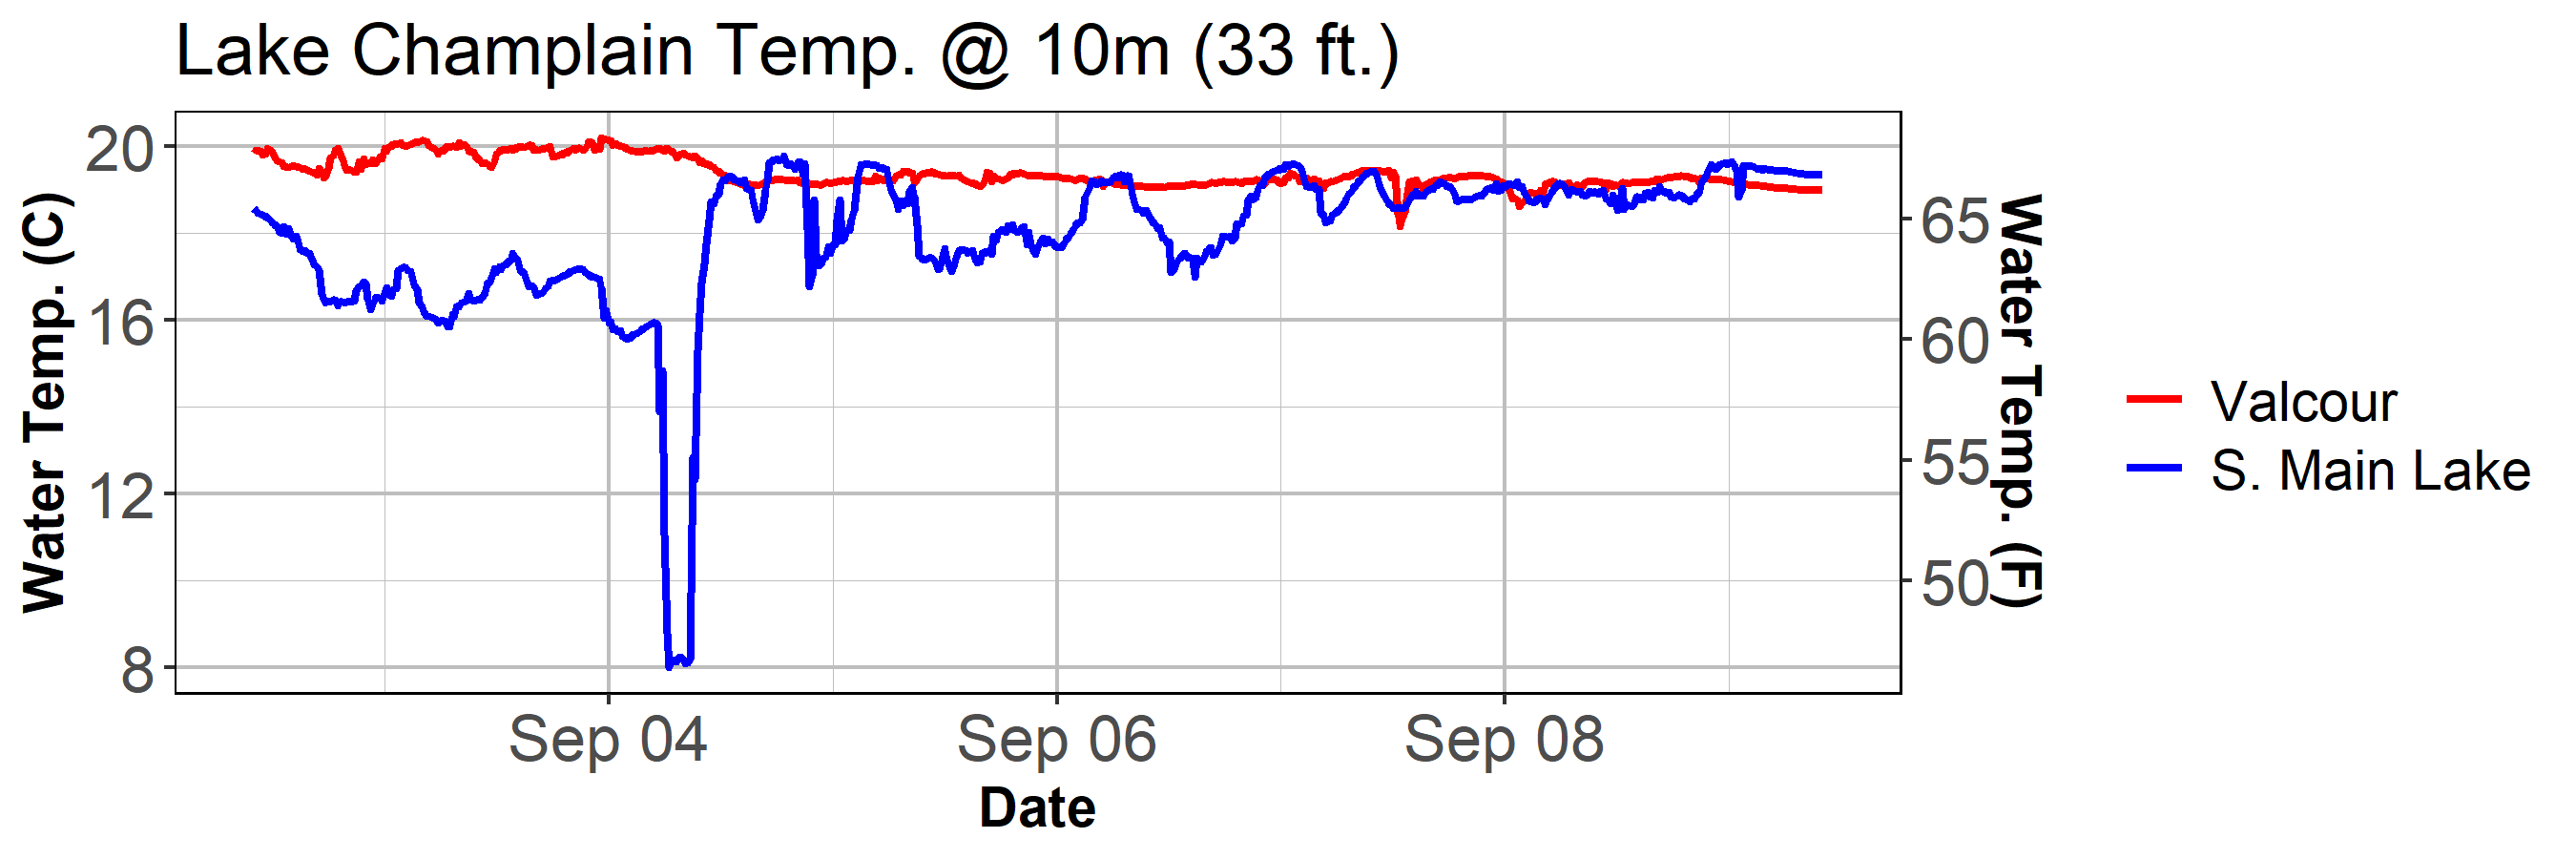 Lake Champlain Temp. @ 10m (33 ft.)
Water Temp. (C)
20
16
12
8
65
60
55
50
Water Temp. (F)
Sep 04
Sep 06
Sep 08
Date
Valcour
S. Main Lake